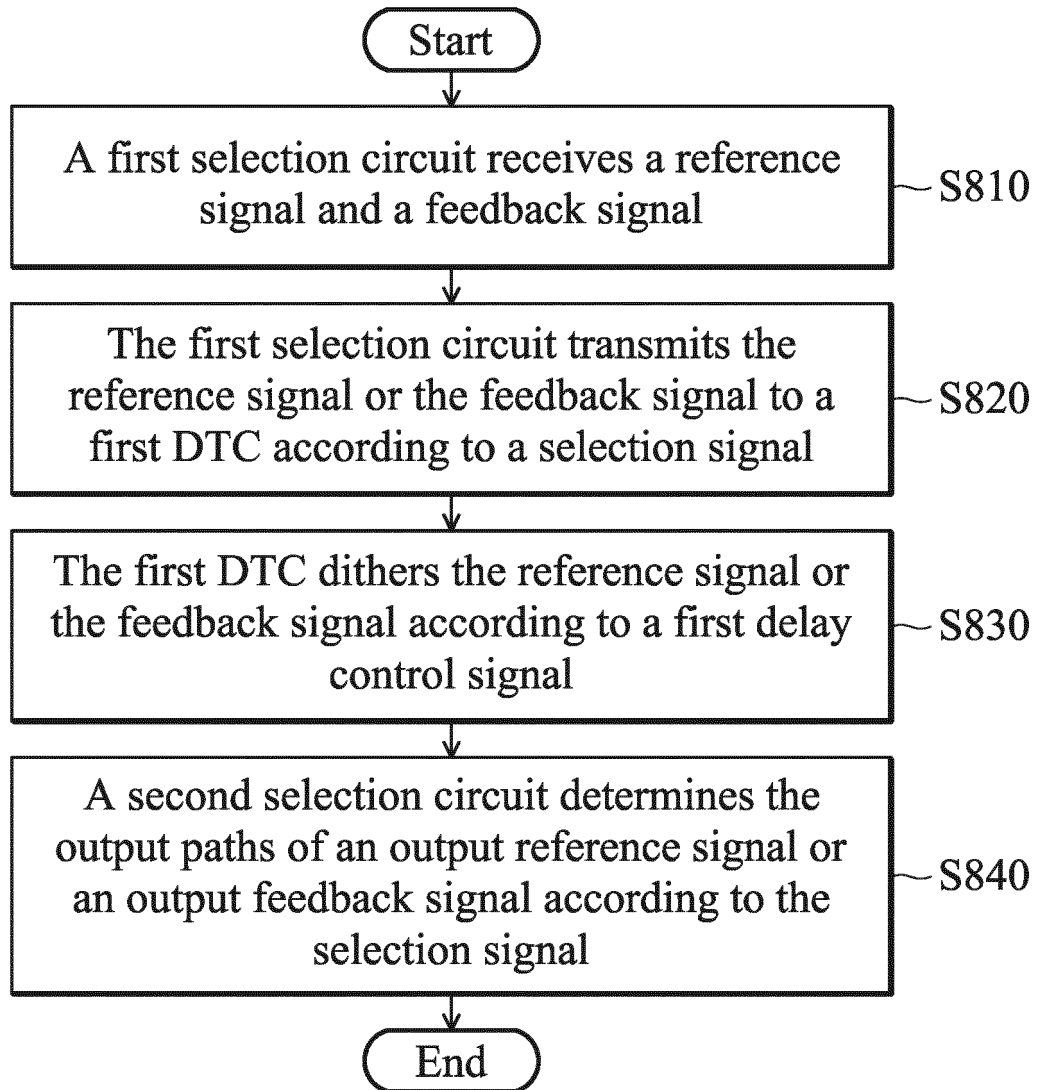 Start
A first selection circuit receives a reference
signal and a feedback signal
S810
The first selection circuit transmits the
reference signal or the feedback signal to a
first DTC according to a selection signal
S820
The first DTC dithers the reference signal or
the feedback signal according to a first delay
control signal
S830
A second selection circuit determines the
output paths of an output reference signal or
an output feedback signal according to the
selection signal
S840
End